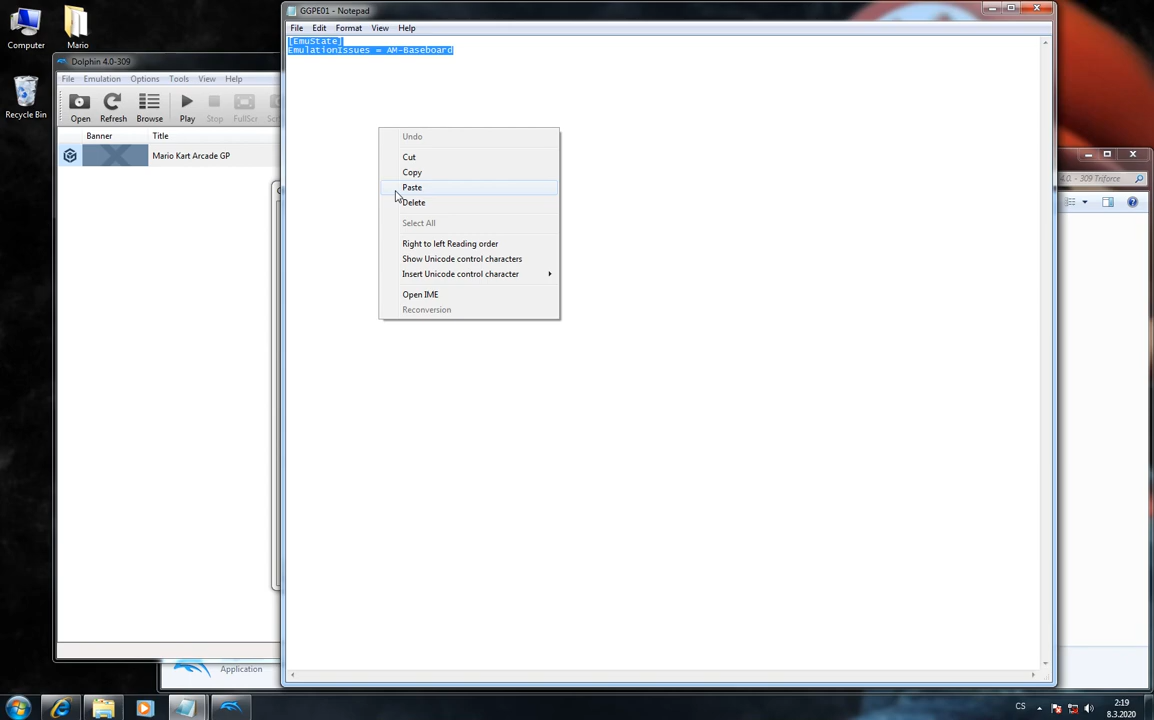 Computer
Mario
Recycle Bin
Dolphin 4.0-309
File Emulation Options Tools View Help
Open Refresh Browse Play Stop FullScr
Banner Title
Mario Kart Arcade GP
Application
GGPE01 - Notepad
File Edit Format View Help
[EmuState]
EmulationIssues = AM-Baseboard
Undo
Cut
Copy
Paste
Delete
Select All
Right to left Reading order
Show Unicode control characters
Insert Unicode control character
Open IME
Reconversion
4.0. - 309 Triforce
CS
2:19
8.3.2020